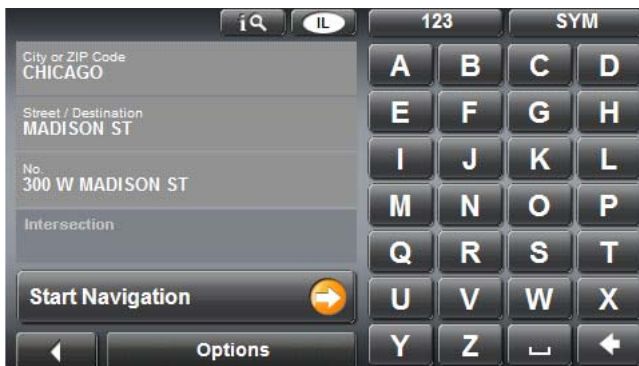 i
IL
123
SYM
City or ZIP Code
CHICAGO
Street / Destination
MADISON ST
No.
300 W MADISON ST
Intersection
Start Navigation
Options
A B C D
E F G H
I J K L
M N O P
Q R S T
U V W X
Y Z